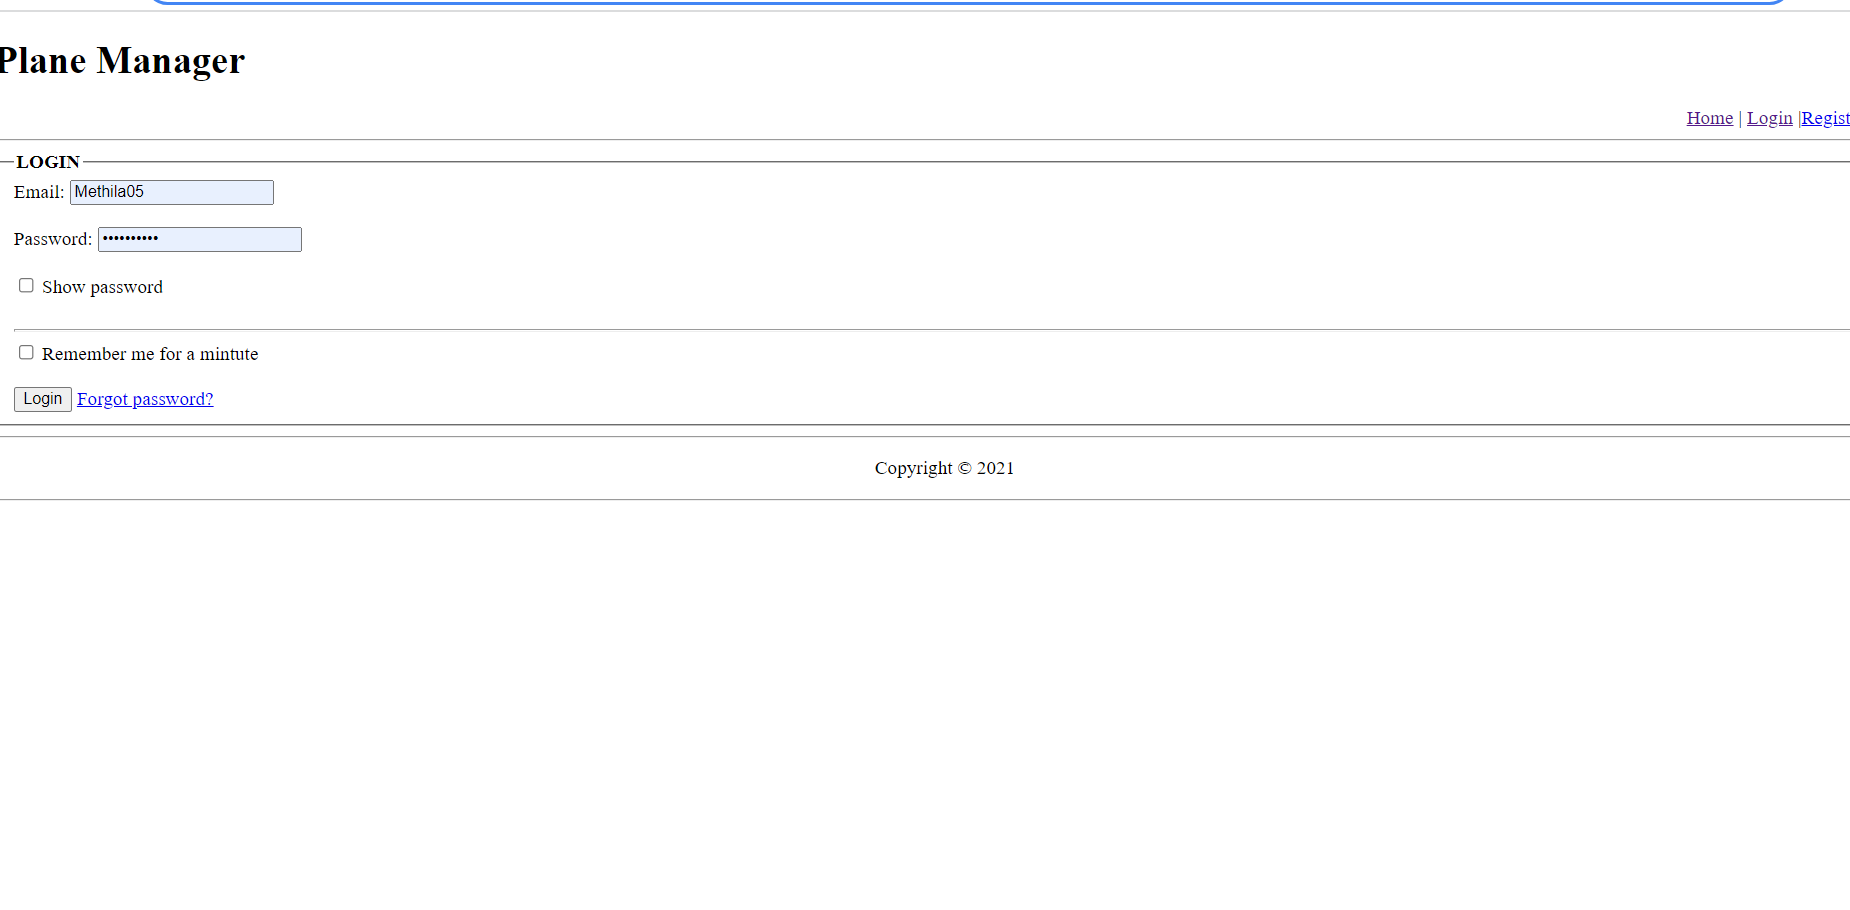 Plane Manager
Home | Login |Regist
LOGIN
Email: Methila05
Password: ••••••••••
Show password
Remember me for a mintute
Login Forgot password?
Copyright © 2021